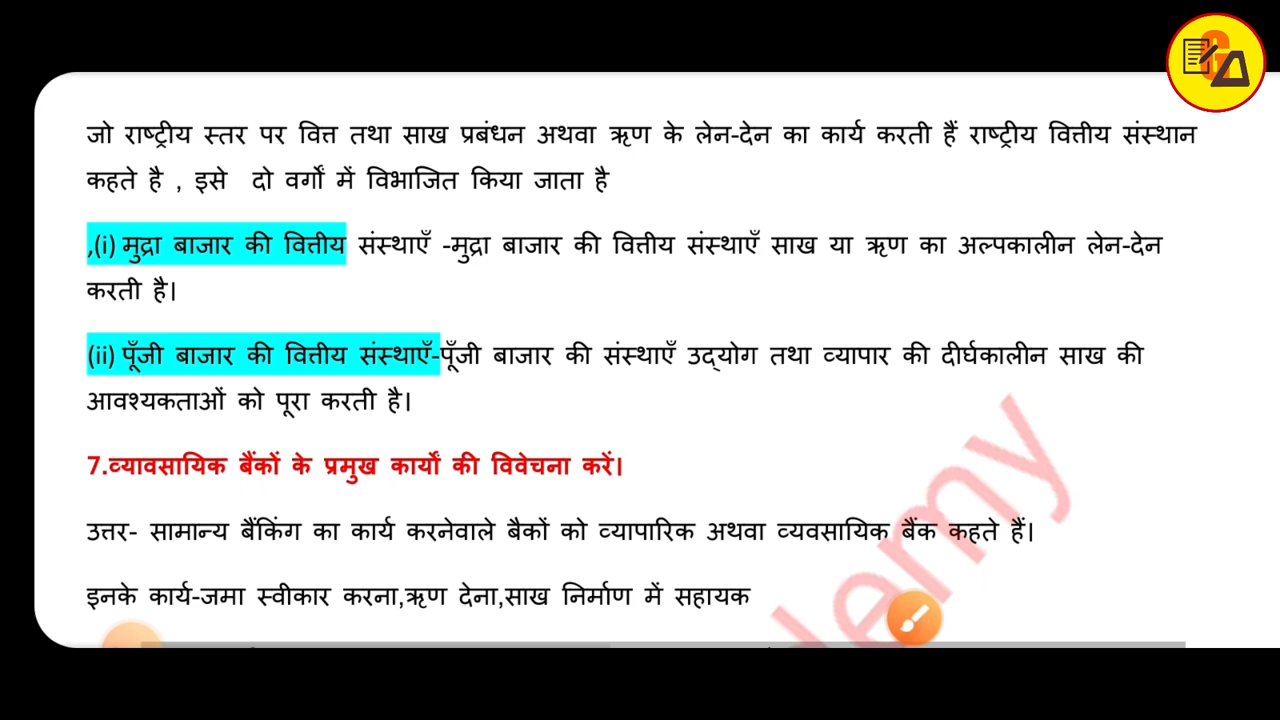 जो राष्ट्रीय स्तर पर वित्त तथा साख प्रबंधन अथवा ऋण के लेन-देन का कार्य करती हैं राष्ट्रीय वित्तीय संस्थान
कहते है , इसे दो वर्गों में विभाजित किया जाता है
,(i) मुद्रा बाजार की वित्तीय संस्थाएँ -मुद्रा बाजार की वित्तीय संस्थाएँ साख या ऋण का अल्पकालीन लेन-देन
करती है।
(ii) पूँजी बाजार की वित्तीय संस्थाएँ-पूँजी बाजार की संस्थाएँ उद्योग तथा व्यापार की दीर्घकालीन साख की
आवश्यकताओं को पूरा करती है।
7.व्यावसायिक बैंकों के प्रमुख कार्यों की विवेचना करें।
उत्तर- सामान्य बैंकिंग का कार्य करनेवाले बैकों को व्यापारिक अथवा व्यवसायिक बैंक कहते हैं।
इनके कार्य-जमा स्वीकार करना,ऋण देना,साख निर्माण में सहायक
demy